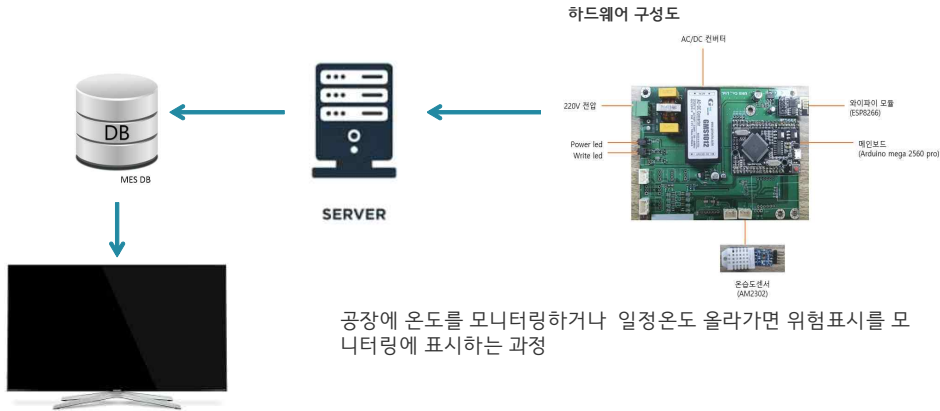 하드웨어 구성도
AC/DC 컨버터
220V 전압
와이파이 모듈
(ESP8266)
Power led
Write led
메인보드
(Arduino mega 2560 pro)
GMS1012
DB
MES DB
SERVER
온습도센서
(AM2302)
공장에 온도를 모니터링하거나 일정온도 올라가면 위험표시를 모
니터링에 표시하는 과정